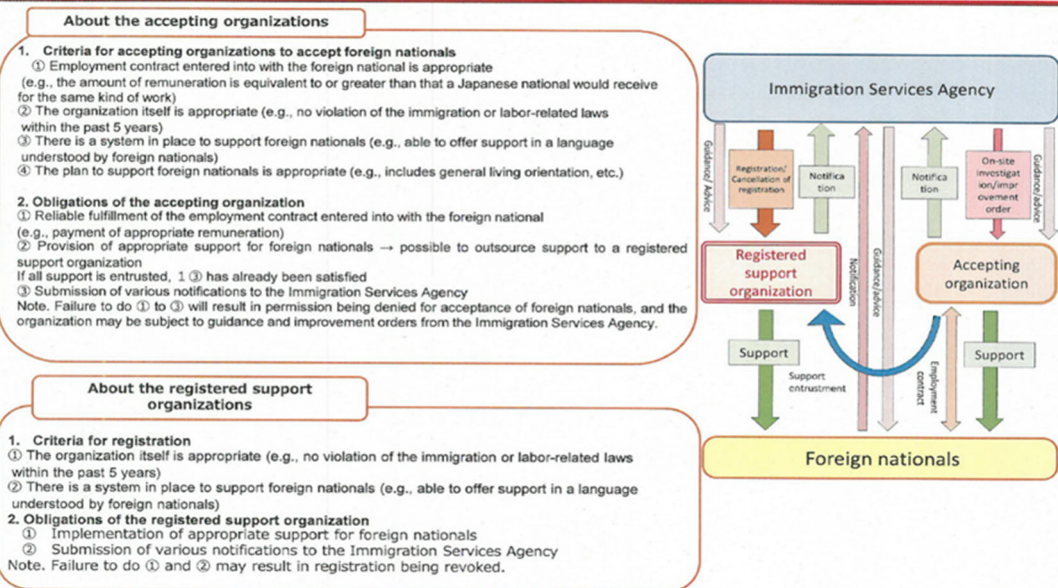 About the accepting organizations
1. Criteria for accepting organizations to accept foreign nationals
① Employment contract entered into with the foreign national is appropriate
(e.g., the amount of remuneration is equivalent to or greater than that a Japanese national would receive
for the same kind of work)
② The organization itself is appropriate (e.g., no violation of the immigration or labor-related laws
within the past 5 years)
③ There is a system in place to support foreign nationals (e.g., able to offer support in a language
understood by foreign nationals)
④ The plan to support foreign nationals is appropriate (e.g., includes general living orientation, etc.)
2. Obligations of the accepting organization
① Reliable fulfillment of the employment contract entered into with the foreign national
(e.g., payment of appropriate remuneration)
② Provision of appropriate support for foreign nationals → possible to outsource support to a registered
support organization
If all support is entrusted, 1 ③ has already been satisfied
③ Submission of various notifications to the Immigration Services Agency
Note. Failure to do ① to ③ will result in permission being denied for acceptance of foreign nationals, and the
organization may be subject to guidance and improvement orders from the Immigration Services Agency.
About the registered support
organizations
1. Criteria for registration
① The organization itself is appropriate (e.g., no violation of the immigration or labor-related laws
within the past 5 years)
② There is a system in place to support foreign nationals (e.g., able to offer support in a language
understood by foreign nationals)
2. Obligations of the registered support organization
① Implementation of appropriate support for foreign nationals
② Submission of various notifications to the Immigration Services Agency
Note. Failure to do ① and ② may result in registration being revoked.
Immigration Services Agency
Guidance/ Advice
Registration/
Cancellation of
registration
Notifica
tion
Notifica
tion
On-site
investigat
ion/impr
ovement
order
Guidance/advice
Registered
support
organization
Notification
Guidance/advice
Accepting
organization
Support
Support
entrustment
Employment
contract
Support
Foreign nationals